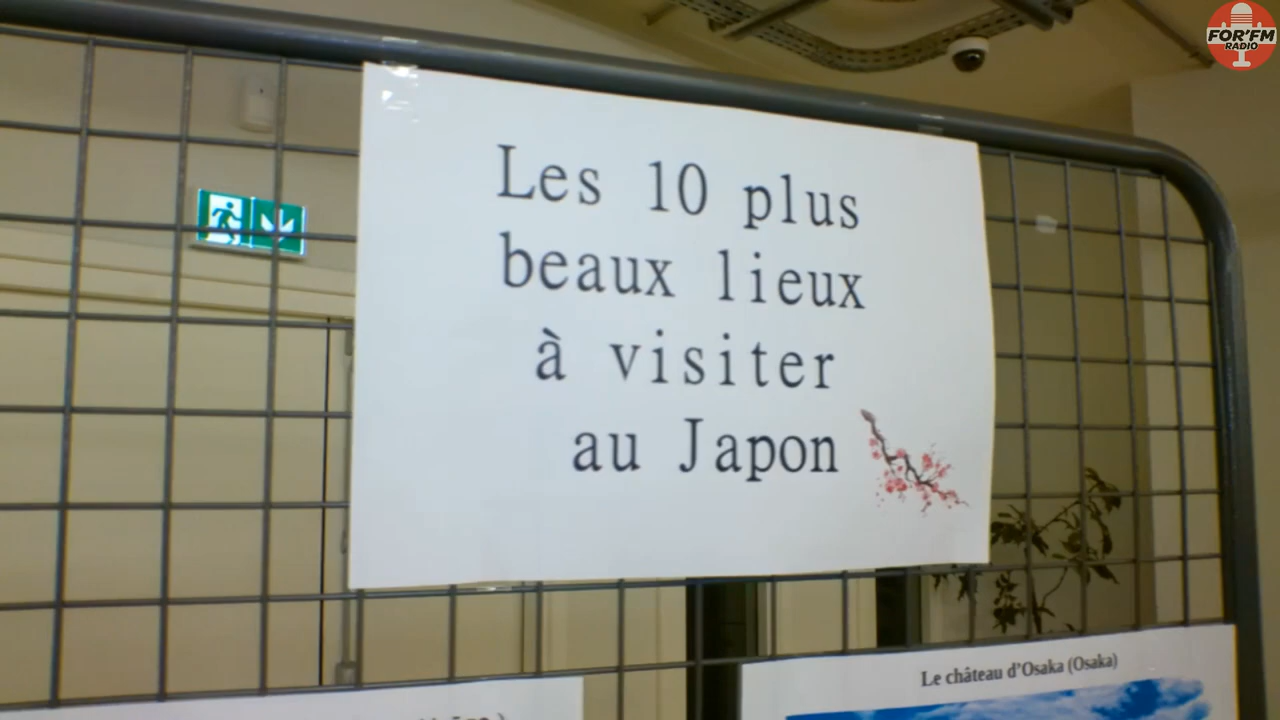 FOR'FM
RADIO
Les 10 plus
beaux lieux
à visiter
au Japon
Le château d'Osaka (Osaka)